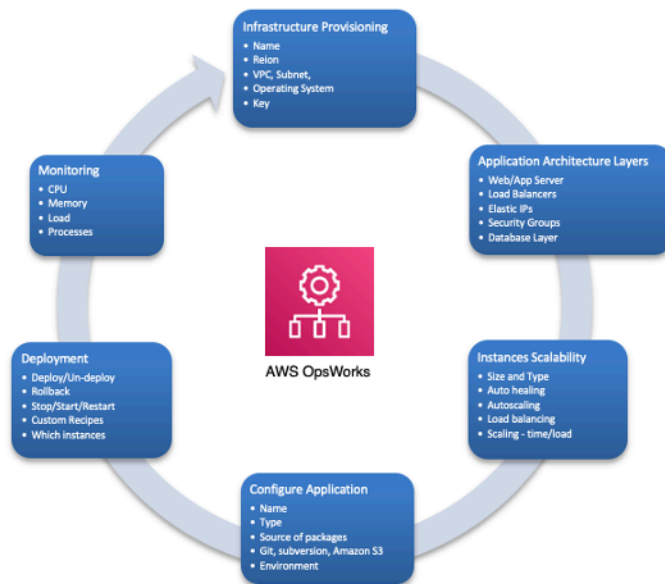 Infrastructure Provisioning
• Name
• Reion
• VPC, Subnet,
• Operating System
• Key
Application Architecture Layers
• Web/App Server
• Load Balancers
• Elastic IPs
• Security Groups
• Database Layer
Instances Scalability
• Size and Type
• Auto healing
• Autoscaling
• Load balancing
• Scaling - time/load
Configure Application
• Name
• Type
• Source of packages
• Git, subversion, Amazon S3
• Environment
Deployment
• Deploy/Un-deploy
• Rollback
• Stop/Start/Restart
• Custom Recipes
• Which instances
Monitoring
• CPU
• Memory
• Load
• Processes
AWS OpsWorks